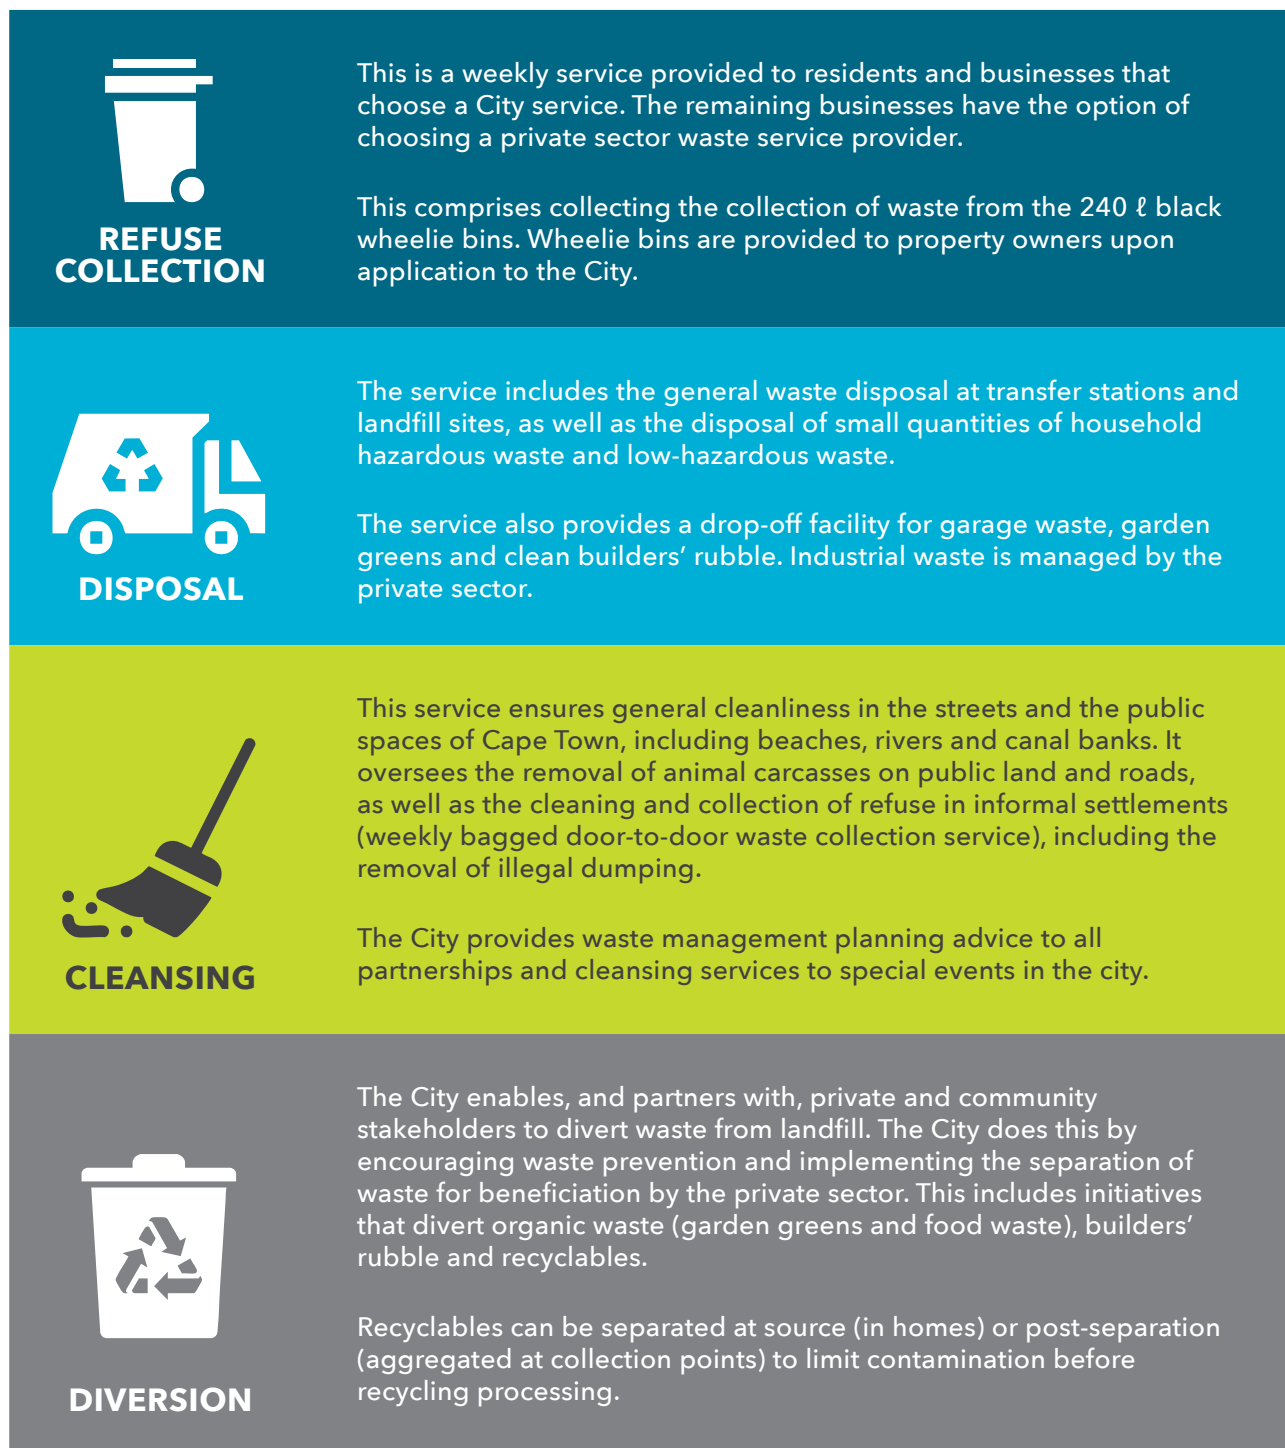 REFUSE
COLLECTION
This is a weekly service provided to residents and businesses that
choose a City service. The remaining businesses have the option of
choosing a private sector waste service provider.
This comprises collecting the collection of waste from the 240 ℓ black
wheelie bins. Wheelie bins are provided to property owners upon
application to the City.
DISPOSAL
The service includes the general waste disposal at transfer stations and
landfill sites, as well as the disposal of small quantities of household
hazardous waste and low-hazardous waste.
The service also provides a drop-off facility for garage waste, garden
greens and clean builders’ rubble. Industrial waste is managed by the
private sector.
CLEANSING
This service ensures general cleanliness in the streets and the public
spaces of Cape Town, including beaches, rivers and canal banks. It
oversees the removal of animal carcasses on public land and roads,
as well as the cleaning and collection of refuse in informal settlements
(weekly bagged door-to-door waste collection service), including the
removal of illegal dumping.
The City provides waste management planning advice to all
partnerships and cleansing services to special events in the city.
DIVERSION
The City enables, and partners with, private and community
stakeholders to divert waste from landfill. The City does this by
encouraging waste prevention and implementing the separation of
waste for beneficiation by the private sector. This includes initiatives
that divert organic waste (garden greens and food waste), builders’
rubble and recyclables.
Recyclables can be separated at source (in homes) or post-separation
(aggregated at collection points) to limit contamination before
recycling processing.